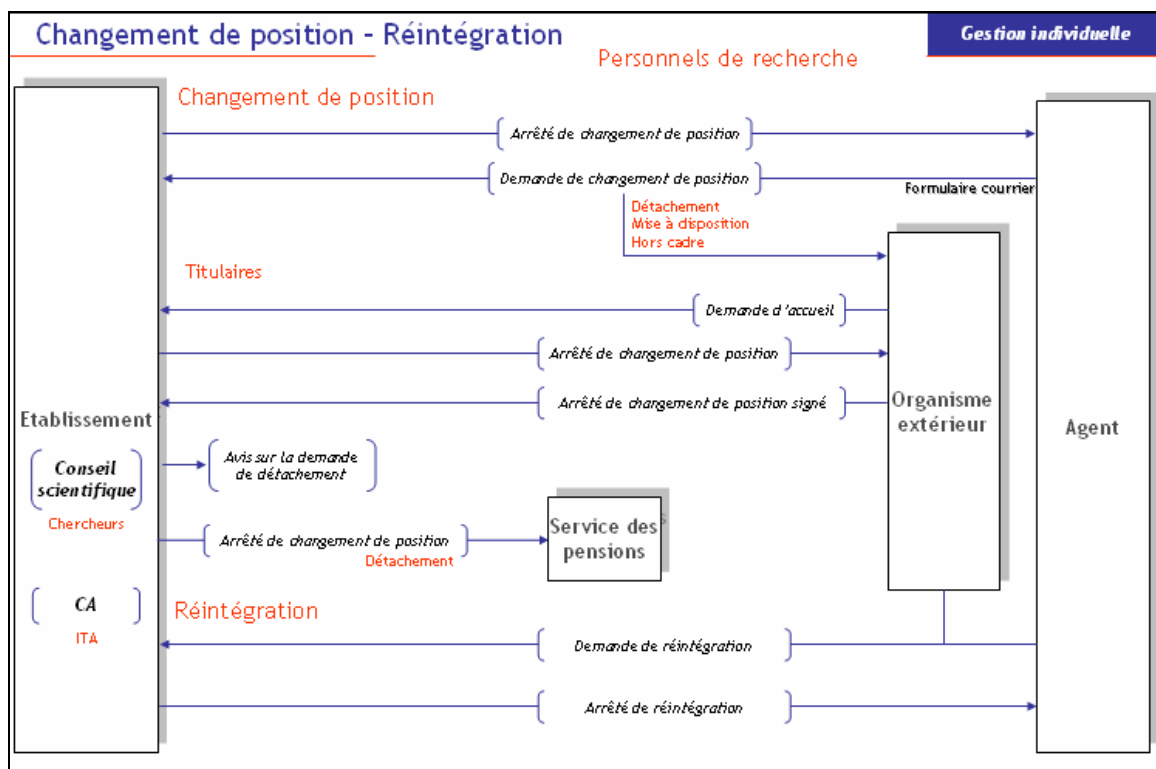 Changement de position - Réintégration
Gestion individuelle
Personnels de recherche
Changement de position
Arrêté de changement de position
Demande de changement de position
Formulaire courrier
Détachement
Mise à disposition
Hors cadre
Titulaires
Demande d'accueil
Arrêté de changement de position
Arrêté de changement de position signé
Organisme
extérieur
Etablissement
Agent
Conseil
scientifique
Avis sur la demande
de détachement
Chercheurs
Arrêté de changement de position
Détachement
Service des
pensions
CA
ITA
Réintégration
Demande de réintégration
Arrêté de réintégration